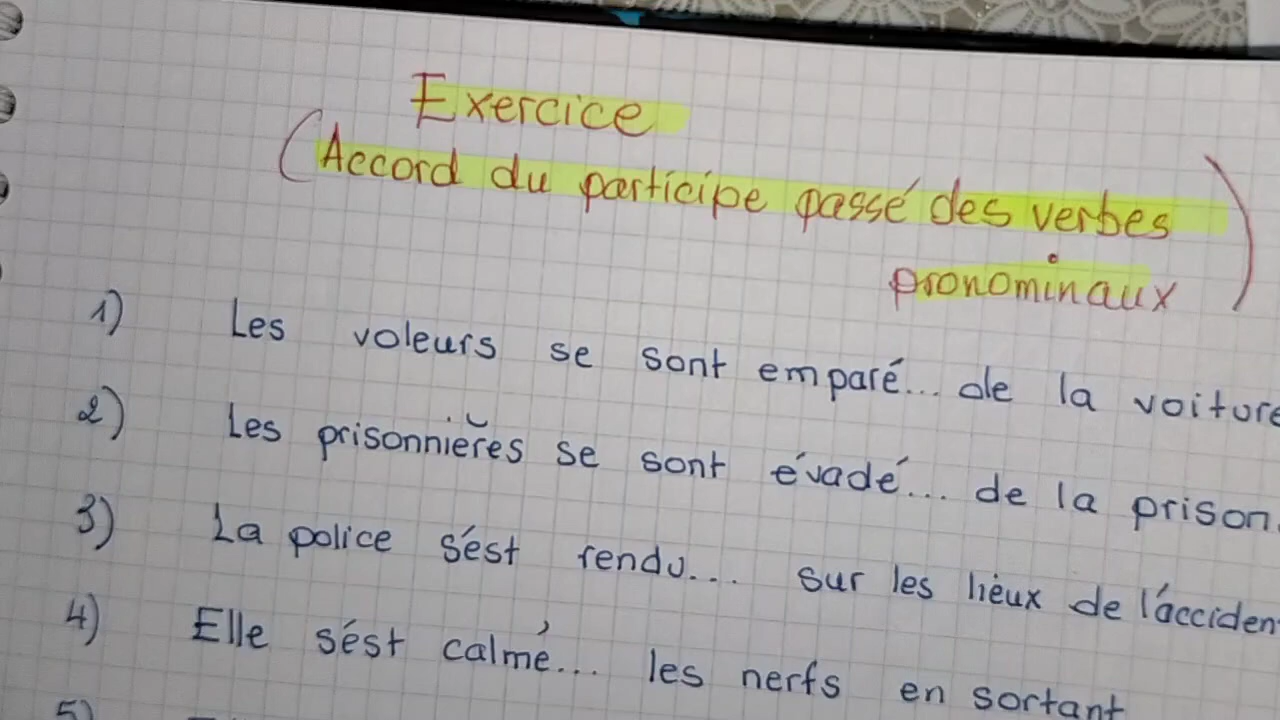 Exercice
(Accord du participe passé des verbes
pronominaux)
1) Les voleurs se sont emparé... de la voiture
2) Les prisonnières se sont évadé... de la prison.
3) La police s'est rendu... sur les lieux de l'acciden
4) Elle s'est calmé... les nerfs en sortant
5)